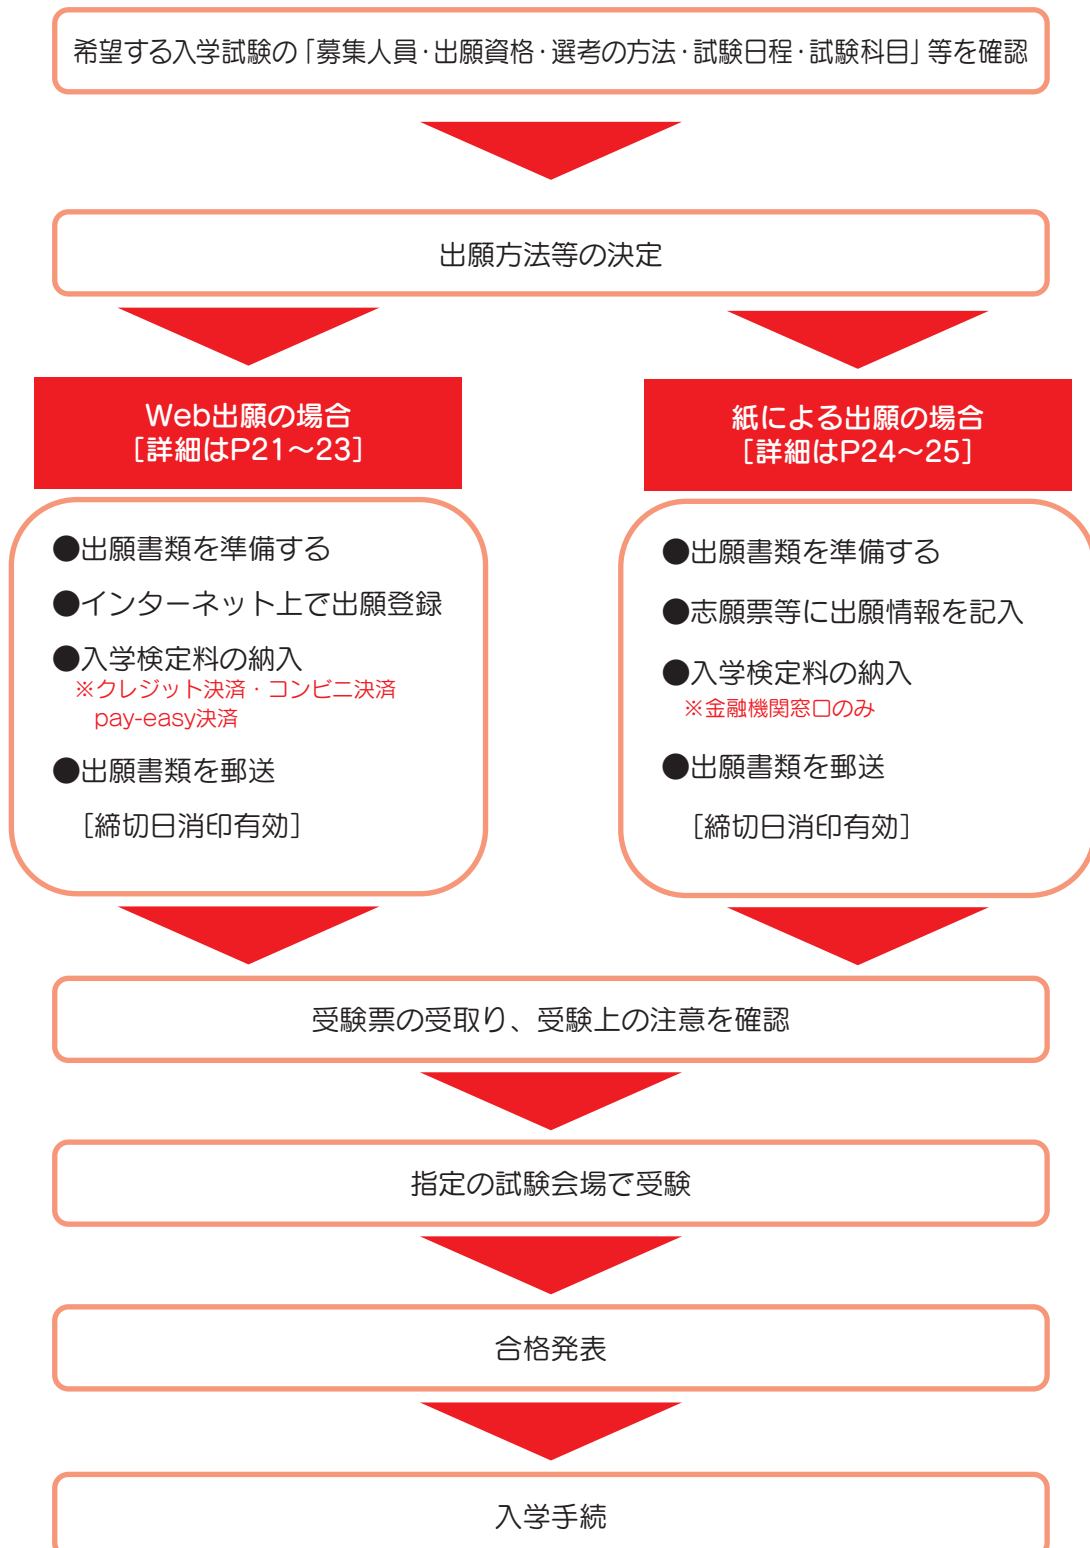 希望する入学試験の「募集人員・出願資格・選考の方法・試験日程・試験科目」等を確認
出願方法等の決定
Web出願の場合
［詳細はP21～23］
●出願書類を準備する
●インターネット上で出願登録
●入学検定料の納入
※クレジット決済・コンビニ決済
pay-easy決済
●出願書類を郵送
［締切日消印有効］
紙による出願の場合
［詳細はP24～25］
●出願書類を準備する
●志願票等に出願情報を記入
●入学検定料の納入
※金融機関窓口のみ
●出願書類を郵送
［締切日消印有効］
受験票の受取り、受験上の注意を確認
指定の試験会場で受験
合格発表
入学手続